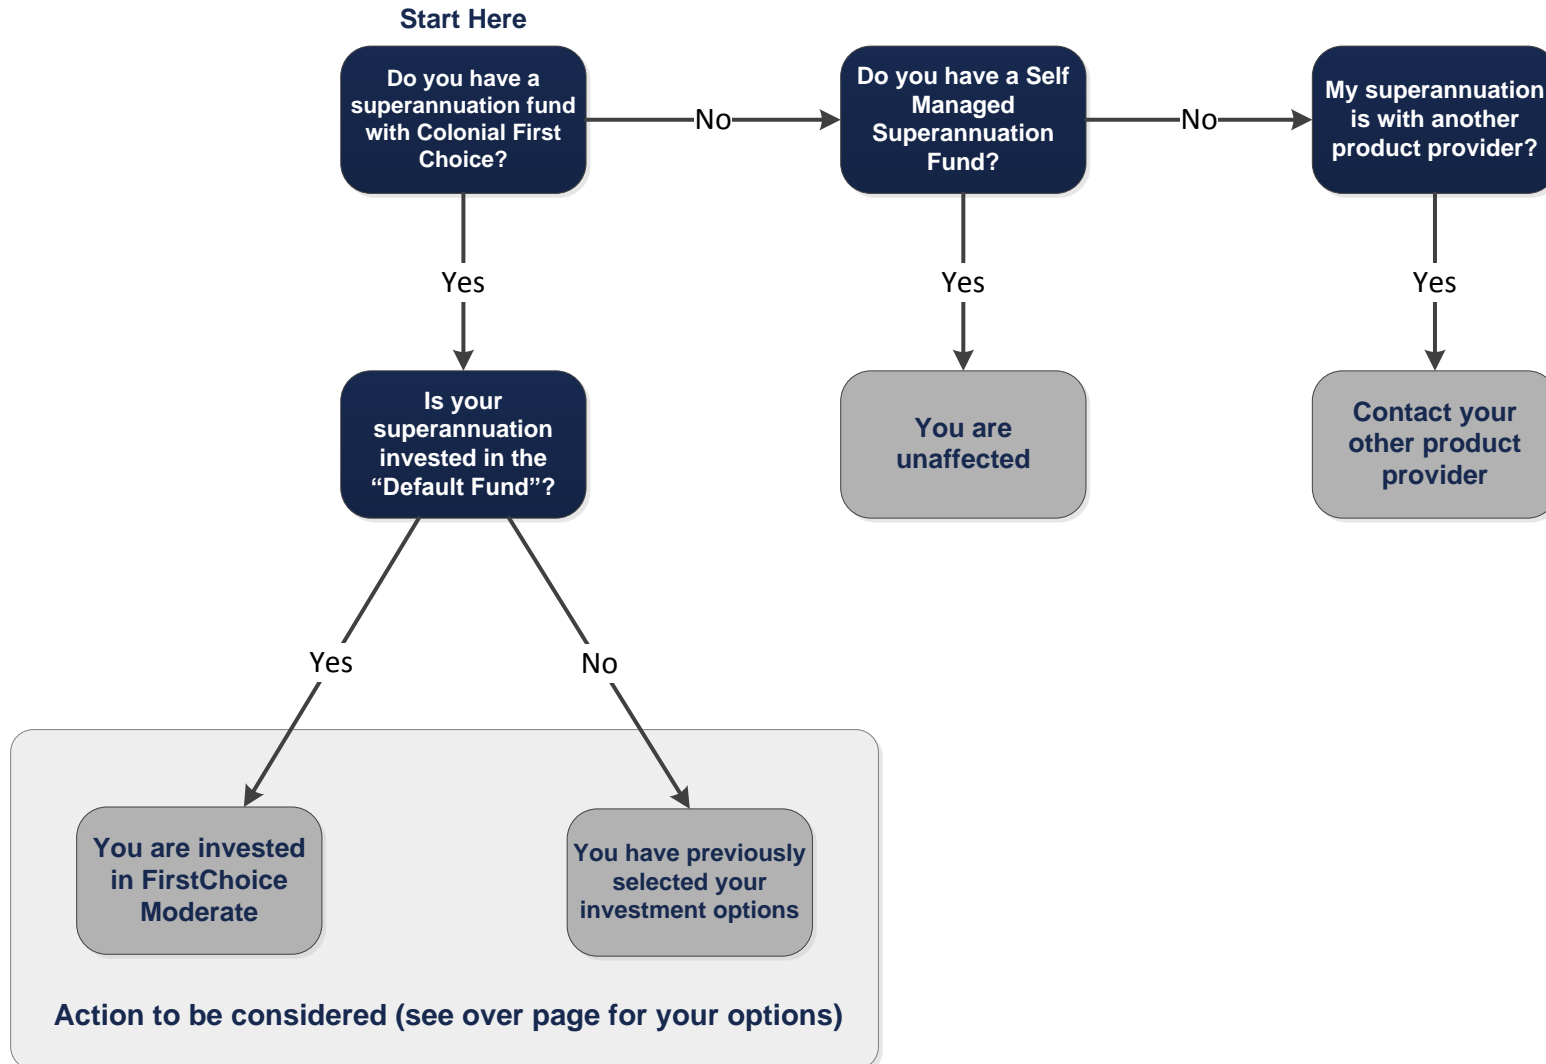 Start Here
Do you have a
superannuation fund
with Colonial First
Choice?
No
Do you have a Self
Managed
Superannuation
Fund?
No
My superannuation
is with another
product provider?
Yes
Yes
Yes
Is your
superannuation
invested in the
“Default Fund”?
You are
unaffected
Contact your
other product
provider
Yes
No
You are invested
in FirstChoice
Moderate
You have previously
selected your
investment options
Action to be considered (see over page for your options)